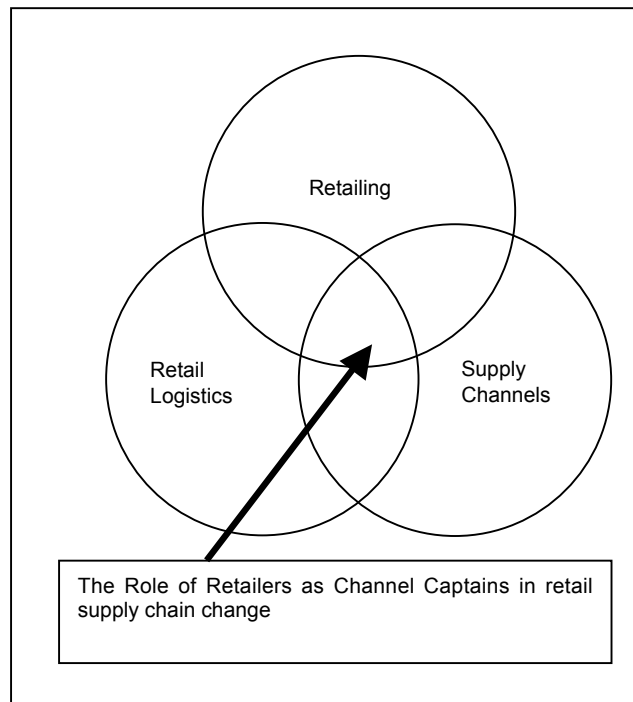 Retailing
Retail
Logistics
Supply
Channels
The Role of Retailers as Channel Captains in retail
supply chain change